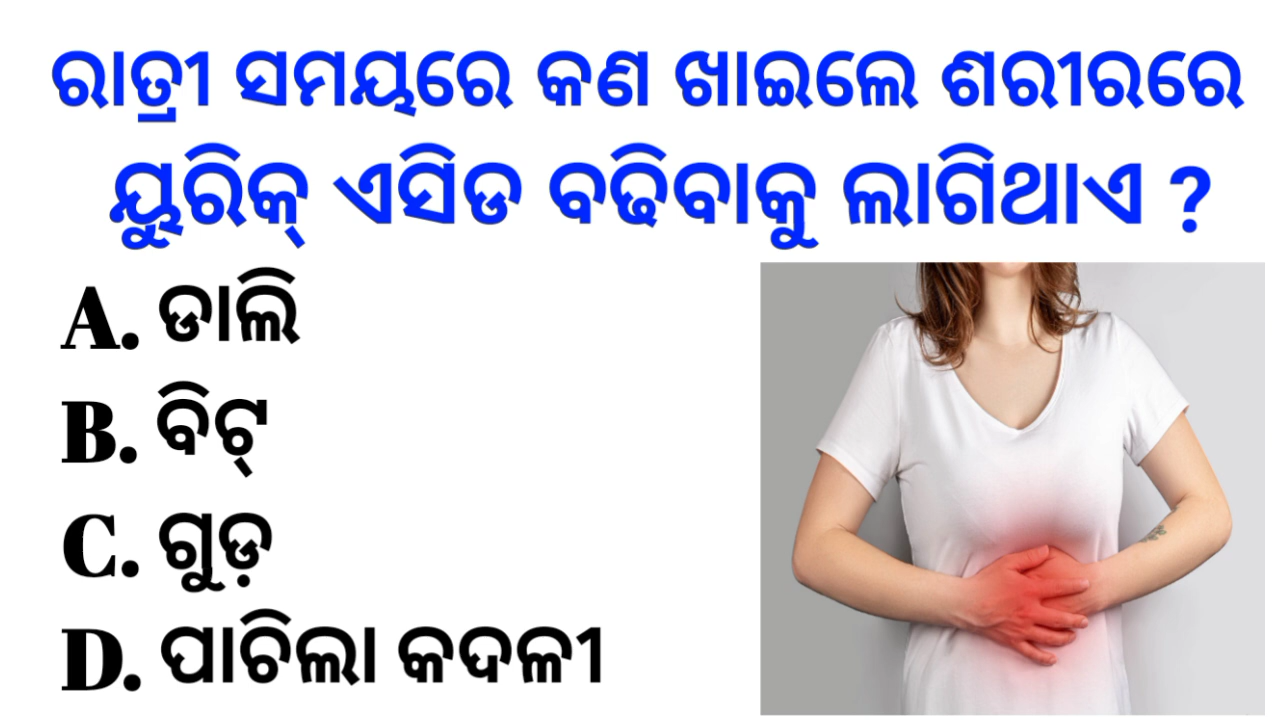 ରାତ୍ରୀ ସମୟରେ କଣ ଖାଇଲେ ଶରୀରରେ
ୟୁରିକ୍ ଏସିଡ ବଢିବାକୁ ଲାଗିଥାଏ ?
A. ଡାଲି
B. ବିଟ୍
C. ଗୁଡ଼
D. ପାଚିଲା କଦଳୀ